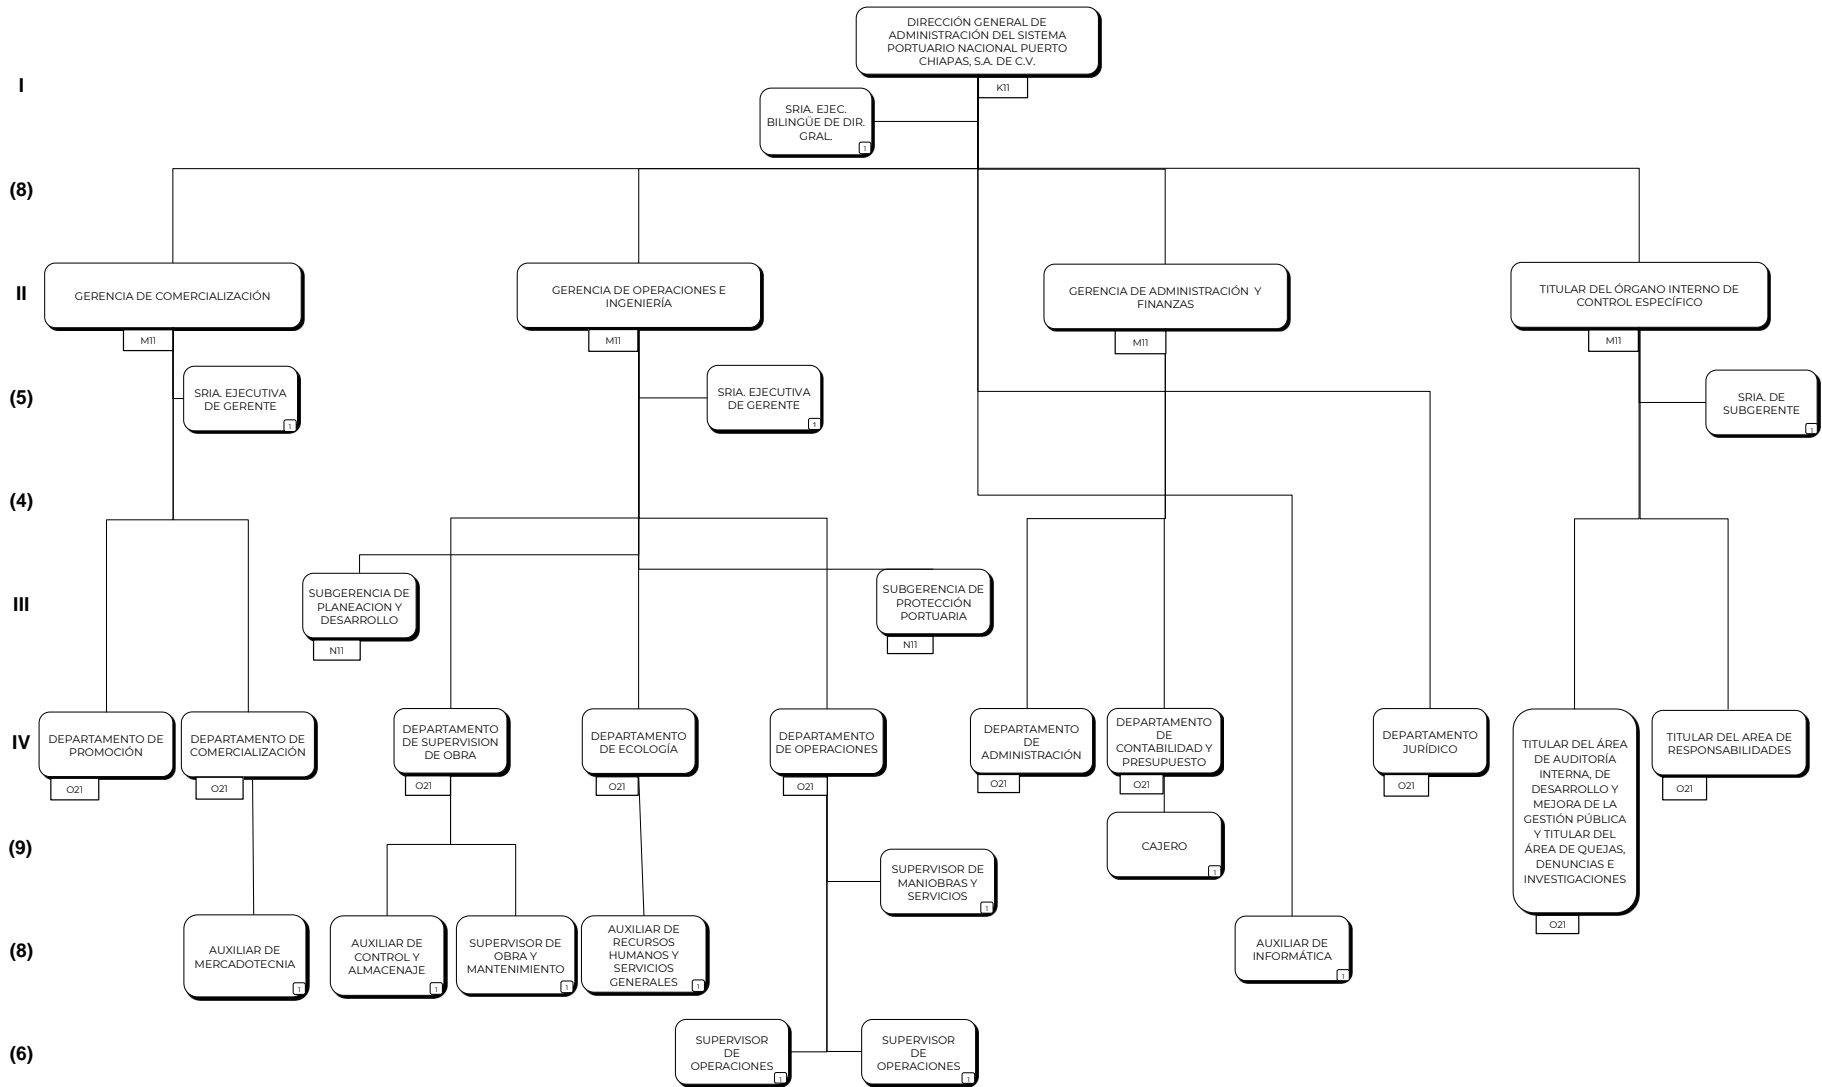 DIRECCIÓN GENERAL DE
ADMINISTRACIÓN DEL SISTEMA
PORTUARIO NACIONAL PUERTO
CHIAPAS, S.A. DE C.V.
I
K11
SRIA. EJEC.
BILINGÜE DE DIR.
GRAL.
1
(8)
II
GERENCIA DE COMERCIALIZACIÓN
M11
GERENCIA DE OPERACIONES E
INGENIERÍA
M11
GERENCIA DE ADMINISTRACIÓN Y
FINANZAS
M11
TITULAR DEL ÓRGANO INTERNO DE
CONTROL ESPECÍFICO
M11
(5)
SRIA. EJECUTIVA
DE GERENTE
1
SRIA. EJECUTIVA
DE GERENTE
1
SRIA. DE
SUBGERENTE
1
(4)
III
SUBGERENCIA DE
PLANEACION Y
DESARROLLO
N11
SUBGERENCIA DE
PROTECCIÓN
PORTUARIA
N11
IV
DEPARTAMENTO DE
PROMOCIÓN
O21
DEPARTAMENTO DE
COMERCIALIZACIÓN
O21
DEPARTAMENTO
DE SUPERVISION
DE OBRA
O21
DEPARTAMENTO
DE ECOLOGÍA
O21
DEPARTAMENTO
DE OPERACIONES
O21
DEPARTAMENTO
DE
ADMINISTRACIÓN
O21
DEPARTAMENTO
DE
CONTABILIDAD Y
PRESUPUESTO
O21
DEPARTAMENTO
JURÍDICO
O21
TITULAR DEL ÁREA
DE AUDITORÍA
INTERNA, DE
DESARROLLO Y
MEJORA DE LA
GESTIÓN PÚBLICA
Y TITULAR DEL
ÁREA DE QUEJAS,
DENUNCIAS E
INVESTIGACIONES
O21
TITULAR DEL AREA DE
RESPONSABILIDADES
O21
(9)
SUPERVISOR DE
MANIOBRAS Y
SERVICIOS
1
CAJERO
1
(8)
AUXILIAR DE
MERCADOTECNIA
1
AUXILIAR DE
CONTROL Y
ALMACENAJE
1
SUPERVISOR DE
OBRA Y
MANTENIMIENTO
1
AUXILIAR DE
RECURSOS
HUMANOS Y
SERVICIOS
GENERALES
1
AUXILIAR DE
INFORMÁTICA
1
(6)
SUPERVISOR
DE
OPERACIONES
1
SUPERVISOR
DE
OPERACIONES
1